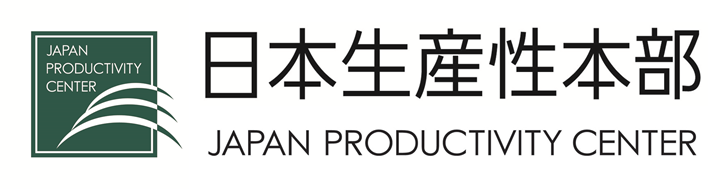 JAPAN
PRODUCTIVITY
CENTER
日本生産性本部
JAPAN PRODUCTIVITY CENTER